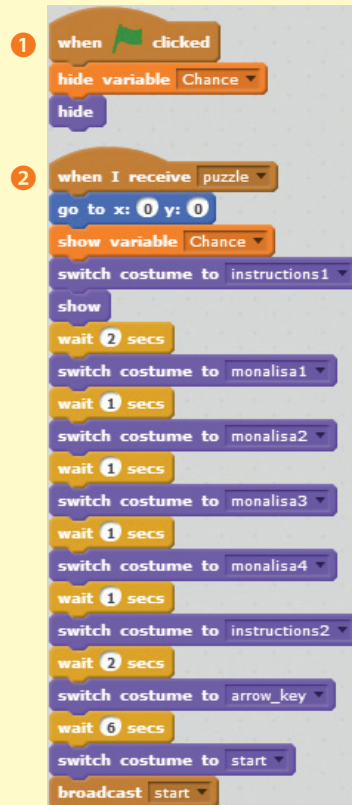 1
when clicked
hide variable Chance
hide
2
when I receive puzzle
go to x: 0 y: 0
show variable Chance
switch costume to instructions1
show
wait 2 secs
switch costume to monalisa1
wait 1 secs
switch costume to monalisa2
wait 1 secs
switch costume to monalisa3
wait 1 secs
switch costume to monalisa4
wait 1 secs
switch costume to instructions2
wait 2 secs
switch costume to arrow_key
wait 6 secs
switch costume to start
broadcast start